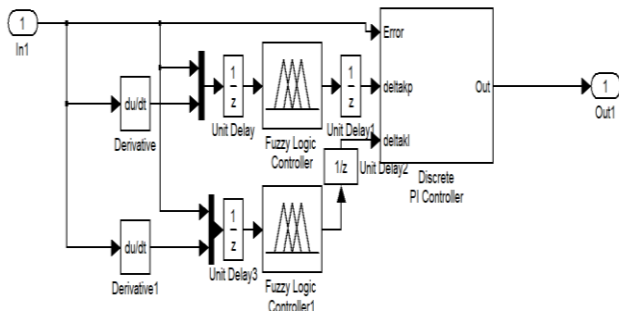 1
In1
du/dt
Derivative
1
z
Unit Delay
Fuzzy Logic
Controller
1
z
Unit Delay1
Error
deltakp
deltakI
Out
Discrete
PI Controller
1
Out1
1/z
Unit Delay2
du/dt
Derivative1
1
z
Unit Delay3
Fuzzy Logic
Controller1